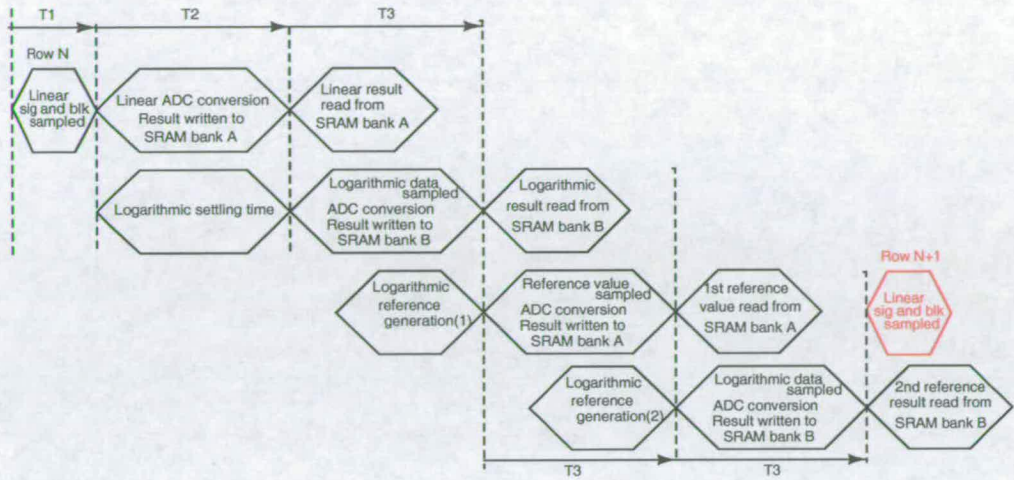 T1
T2
T3
Row N
Linear
sig and blk
sampled
Linear ADC conversion
Result written to
SRAM bank A
Linear result
read from
SRAM bank A
Logarithmic settling time
Logarithmic data
sampled
ADC conversion
Result written to
SRAM bank B
Logarithmic
result read from
SRAM bank B
Logarithmic
reference
generation(1)
Reference value
sampled
ADC conversion
Result written to
SRAM bank A
1st reference
value read from
SRAM bank A
Row N+1
Linear
sig and blk
sampled
Logarithmic
reference
generation(2)
Logarithmic data
sampled
ADC conversion
Result written to
SRAM bank B
2nd reference
result read from
SRAM bank B
T3
T3